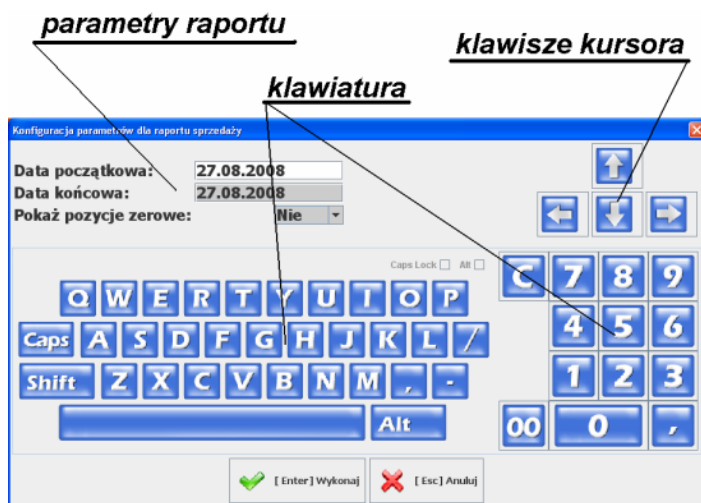 parametry raportu
klawisze kursora
klawiatura
Konfiguracja parametrów dla raportu sprzedaży
Data początkowa: 27.08.2008
Data końcowa: 27.08.2008
Pokaż pozycje zerowe: Nie
Caps Lock Alt
Q W E R T Y U I O P
Caps A S D F G H J K L /
Shift Z X C V B N M , -
Alt
C 7 8 9
4 5 6
1 2 3
00 0 ,
[ Enter ] Wykonaj
[ Esc ] Anuluj